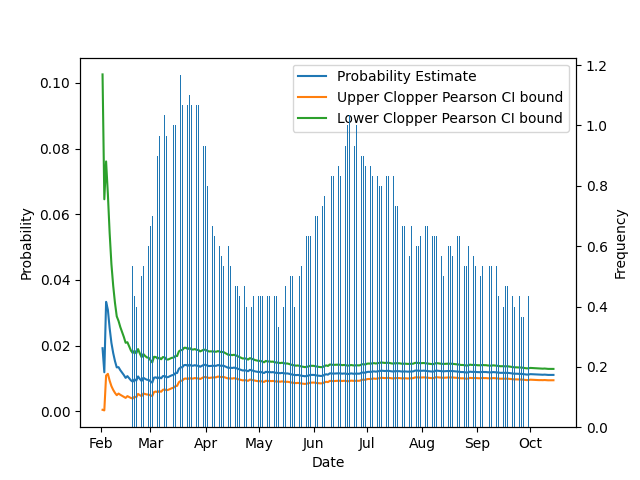 Probability Estimate
Upper Clopper Pearson CI bound
Lower Clopper Pearson CI bound
0.10
0.08
0.06
0.04
0.02
0.00
Probability
1.2
1.0
0.8
0.6
0.4
0.2
0.0
Frequency
Feb Mar Apr May Jun Jul Aug Sep Oct
Date